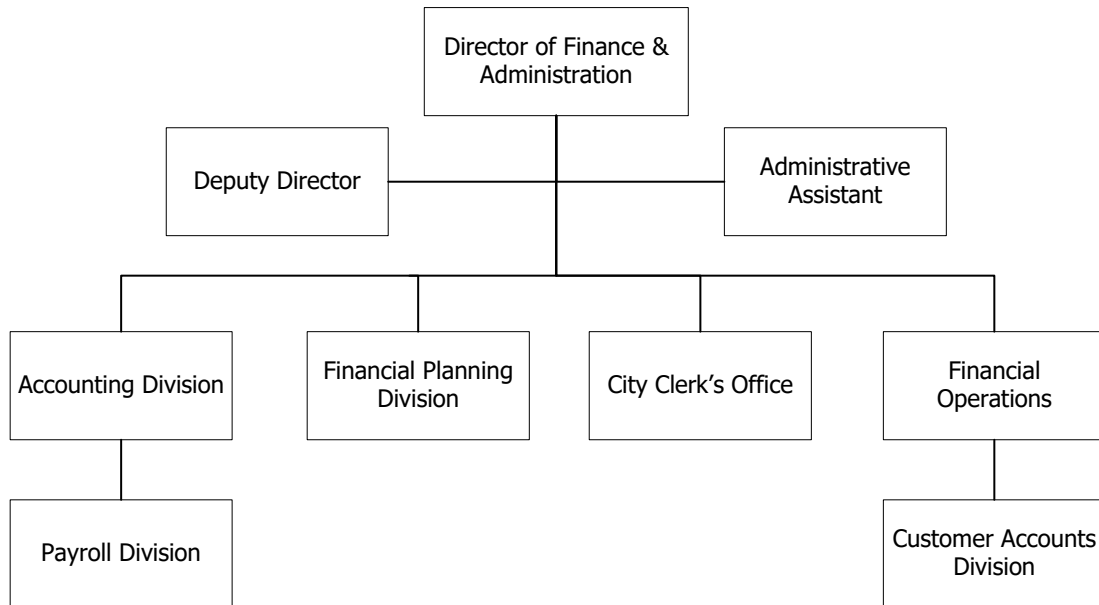 Director of Finance &
Administration
Deputy Director
Administrative
Assistant
Accounting Division
Financial Planning
Division
City Clerk’s Office
Financial
Operations
Payroll Division
Customer Accounts
Division